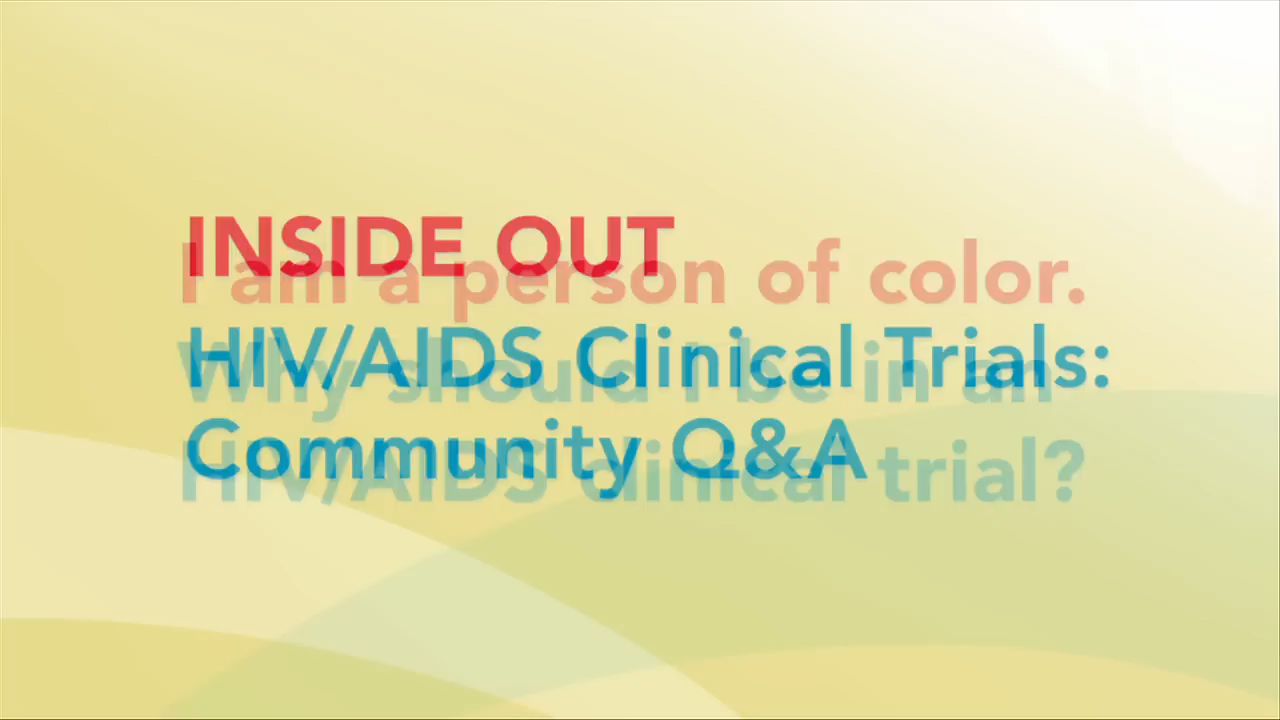 INSIDE OUT
HIV/AIDS Clinical Trials:
Community Q&A
I am a person of color.
Why should I be in an
HIV/AIDS clinical trial?